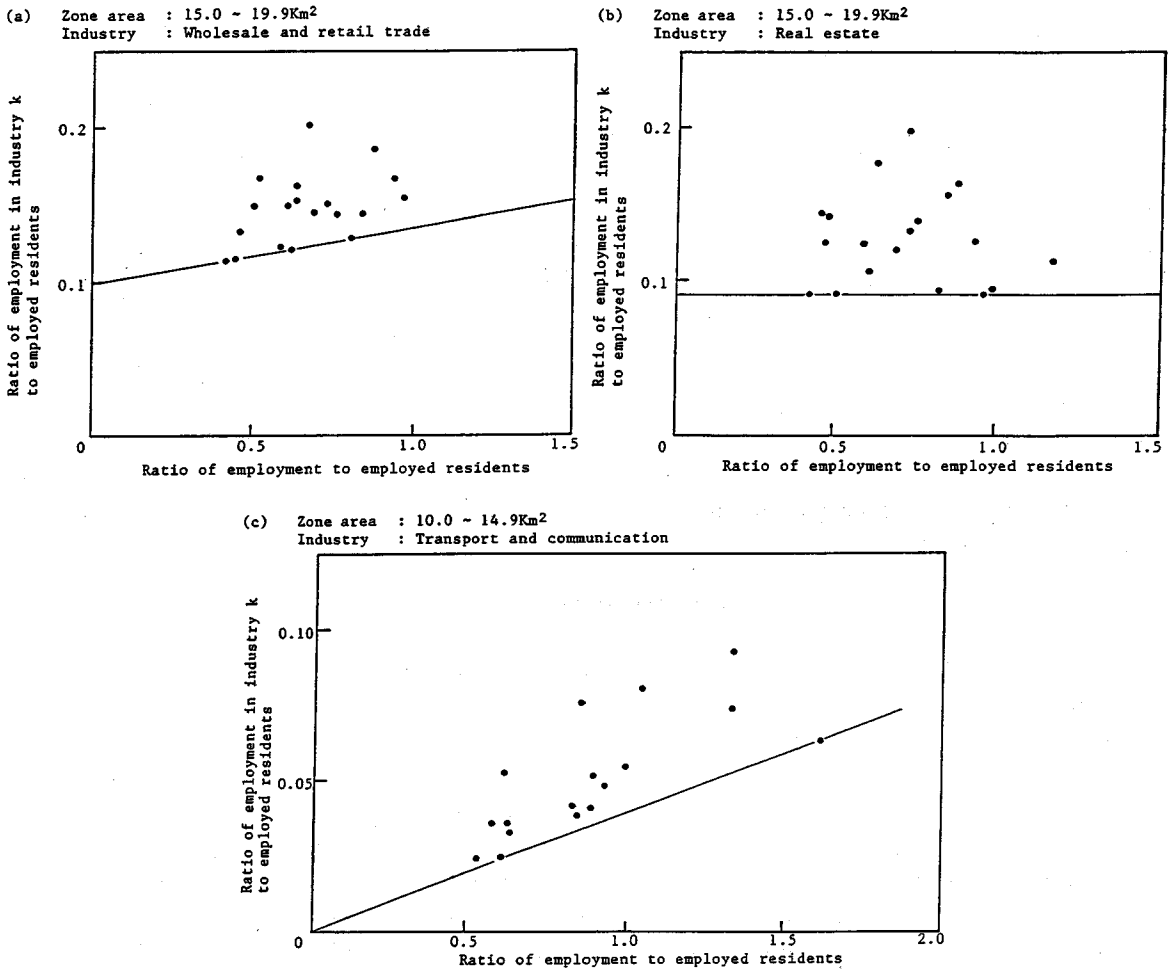 (a) Zone area : 15.0 ~ 19.9Km²
Industry : Wholesale and retail trade
Ratio of employment in industry k
to employed residents
0.2
0.1
0
0.5
1.0
1.5
Ratio of employment to employed residents
(b) Zone area : 15.0 ~ 19.9Km²
Industry : Real estate
Ratio of employment in industry k
to employed residents
0.2
0.1
0
0.5
1.0
1.5
Ratio of employment to employed residents
(c) Zone area : 10.0 ~ 14.9Km²
Industry : Transport and communication
Ratio of employment in industry k
to employed residents
0.10
0.05
0
0.5
1.0
1.5
2.0
Ratio of employment to employed residents